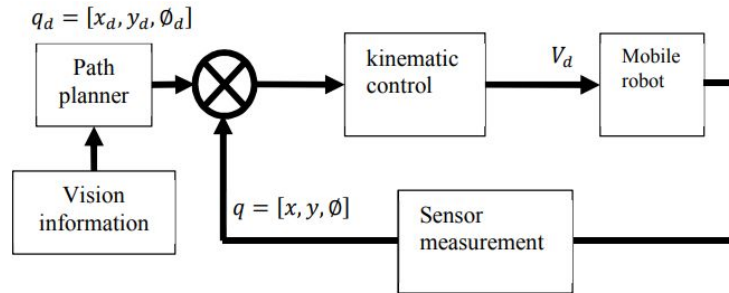 q_d = [x_d, y_d, ∅_d]
Path
planner
kinematic
control
V_d
Mobile
robot
Vision
information
q = [x, y, ∅]
Sensor
measurement